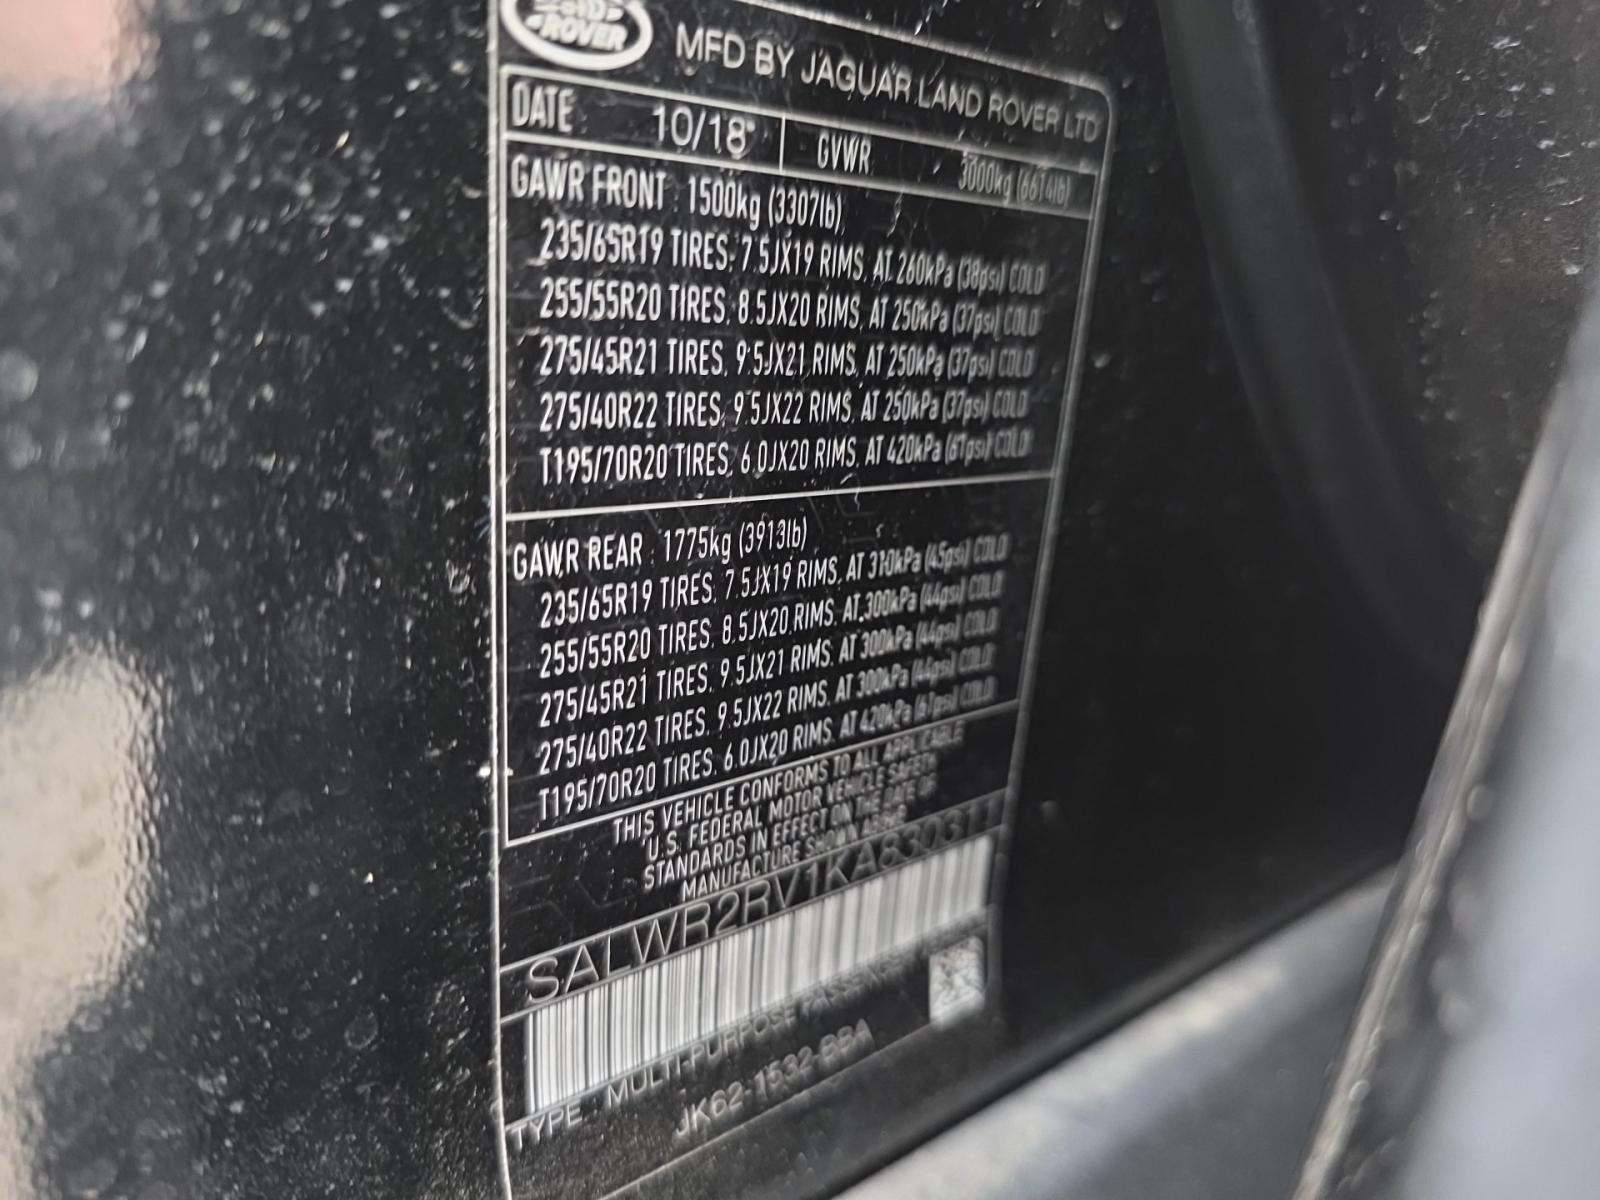 ROVER
MFD BY JAGUAR LAND ROVER LTD
DATE 10/18 GVWR 3000kg (6614lb)
GAWR FRONT : 1500kg (3307lb)
235/65R19 TIRES, 7.5JX19 RIMS, AT 260kPa (38psi) COLD
255/55R20 TIRES, 8.5JX20 RIMS, AT 250kPa (37psi) COLD
275/45R21 TIRES, 9.5JX21 RIMS, AT 250kPa (37psi) COLD
275/40R22 TIRES, 9.5JX22 RIMS, AT 250kPa (37psi) COLD
T195/70R20 TIRES, 6.0JX20 RIMS, AT 420kPa (61psi) COLD
GAWR REAR : 1775kg (3913lb)
235/65R19 TIRES, 7.5JX19 RIMS, AT 310kPa (45psi) COLD
255/55R20 TIRES, 8.5JX20 RIMS, AT 300kPa (44psi) COLD
275/45R21 TIRES, 9.5JX21 RIMS, AT 300kPa (44psi) COLD
275/40R22 TIRES, 9.5JX22 RIMS, AT 300kPa (44psi) COLD
T195/70R20 TIRES, 6.0JX20 RIMS, AT 420kPa (61psi) COLD
THIS VEHICLE CONFORMS TO ALL APPLICABLE
U.S. FEDERAL MOTOR VEHICLE SAFETY
STANDARDS IN EFFECT ON THE DATE OF
MANUFACTURE SHOWN ABOVE
TYPE : MULTI-PURPOSE PASSENGER
JK62-1532-BBA